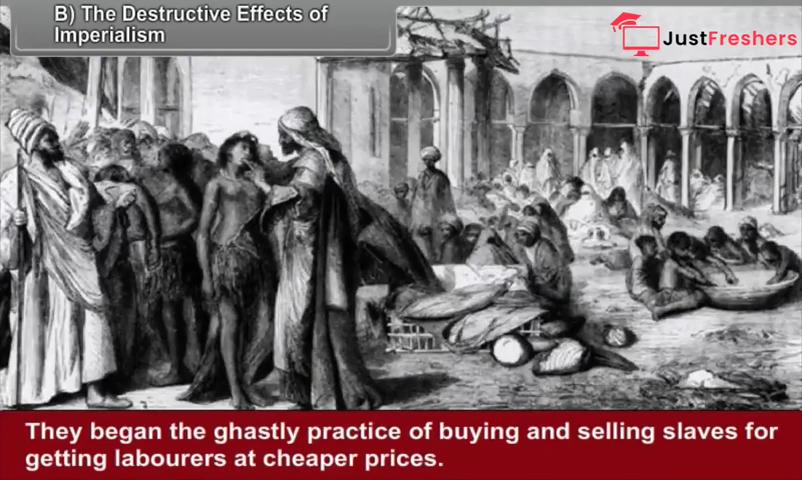 B) The Destructive Effects of
Imperialism
JustFreshers
They began the ghastly practice of buying and selling slaves for
getting labourers at cheaper prices.